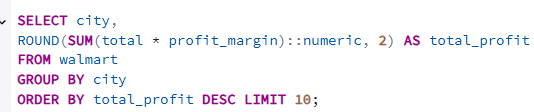 SELECT city,
ROUND(SUM(total * profit_margin)::numeric, 2) AS total_profit
FROM walmart
GROUP BY city
ORDER BY total_profit DESC LIMIT 10;